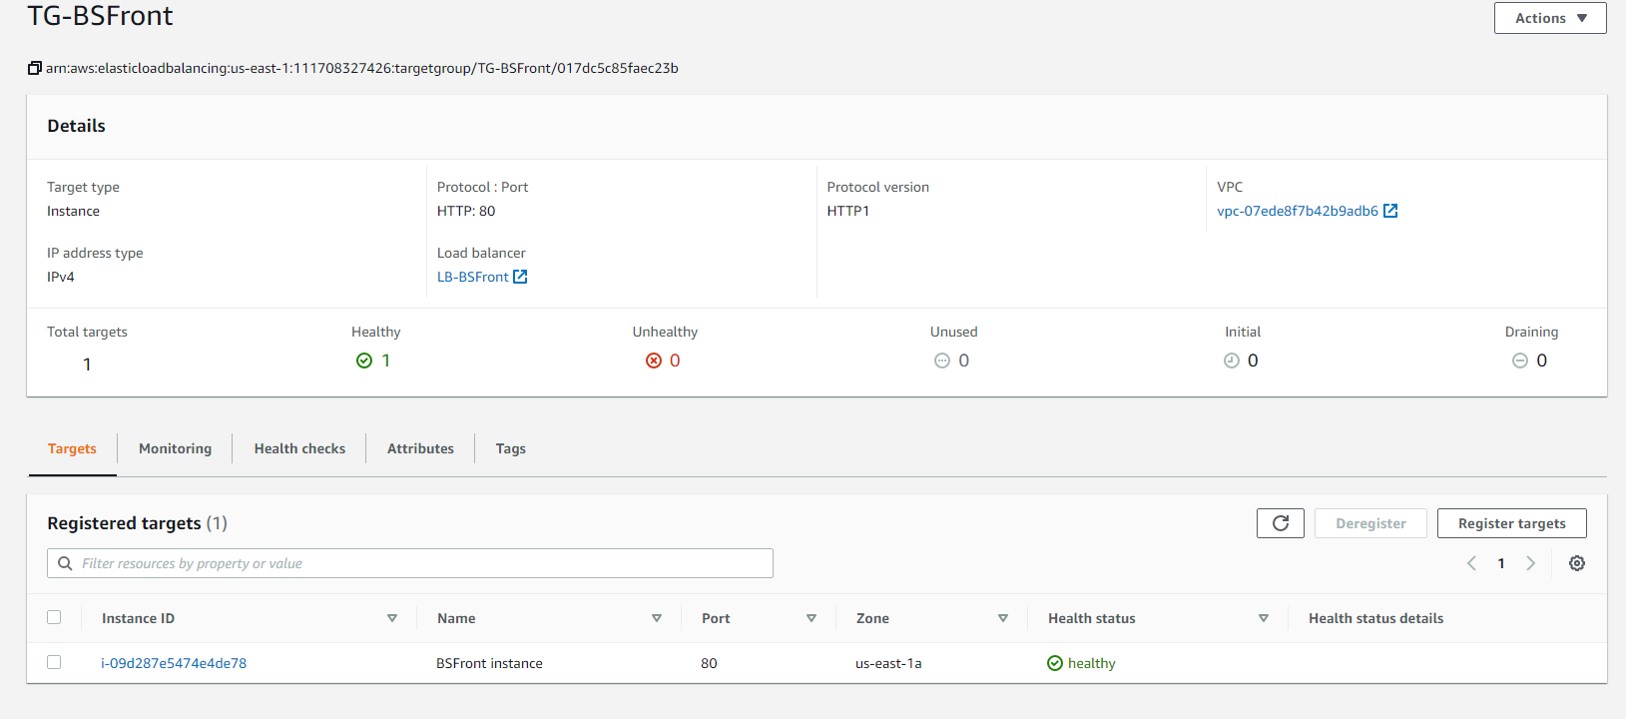 TG-BSFront
Actions
arn:aws:elasticloadbalancing:us-east-1:111708327426:targetgroup/TG-BSFront/017dc5c85faec23b
Details
Target type
Instance
Protocol : Port
HTTP: 80
Protocol version
HTTP1
VPC
vpc-07ede8f7b42b9adb6
IP address type
IPv4
Load balancer
LB-BSFront
Total targets
1
Healthy
1
Unhealthy
0
Unused
0
Initial
0
Draining
0
Targets Monitoring Health checks Attributes Tags
Registered targets (1)
Deregister
Register targets
Filter resources by property or value
1
Instance ID Name Port Zone Health status Health status details
i-09d287e5474e4de78 BSFront instance 80 us-east-1a healthy